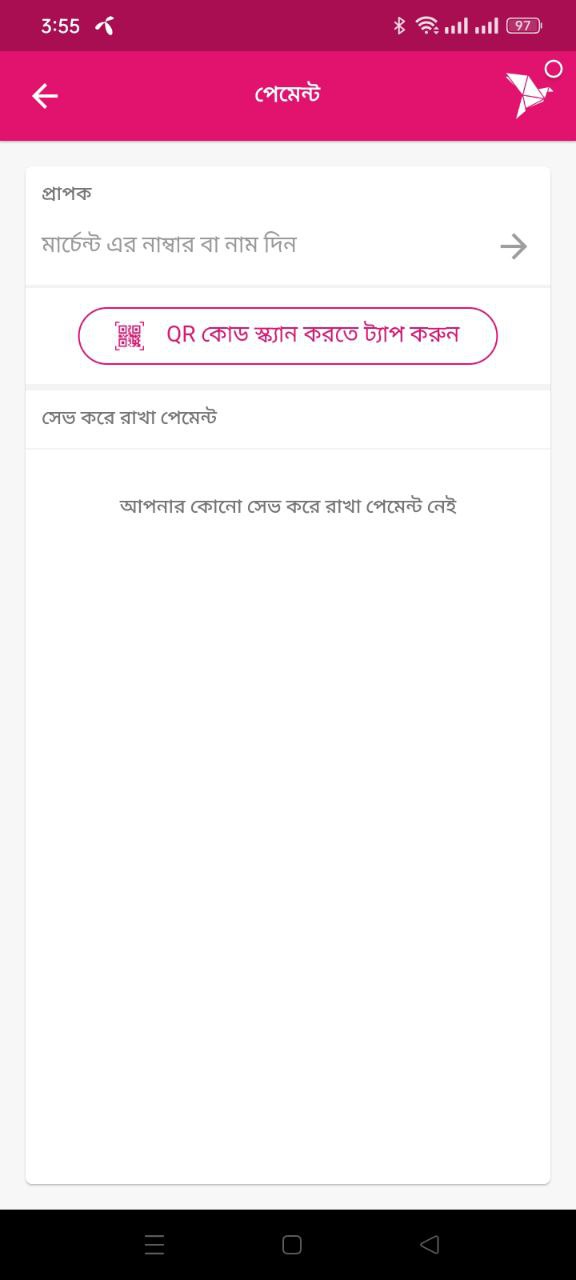 3:55
97
পেমেন্ট
প্রাপক
মার্চেন্ট এর নাম্বার বা নাম দিন
QR কোড স্ক্যান করতে ট্যাপ করুন
সেভ করে রাখা পেমেন্ট
আপনার কোনো সেভ করে রাখা পেমেন্ট নেই